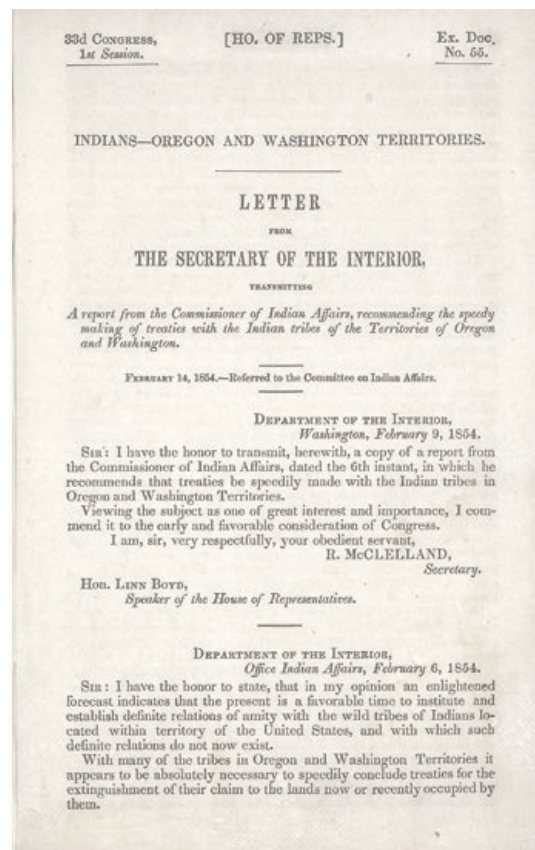 33d Congress, [HO. OF REPS.] Ex. Doc.
1st Session. No. 55.
INDIANS—OREGON AND WASHINGTON TERRITORIES.
LETTER
FROM
THE SECRETARY OF THE INTERIOR,
TRANSMITTING
A report from the Commissioner of Indian Affairs, recommending the speedy
making of treaties with the Indian tribes of the Territories of Oregon
and Washington.
February 14, 1854.—Referred to the Committee on Indian Affairs.
Department of the Interior,
Washington, February 9, 1854.
Sir: I have the honor to transmit, herewith, a copy of a report from
the Commissioner of Indian Affairs, dated the 6th instant, in which he
recommends that treaties be speedily made with the Indian tribes in
Oregon and Washington Territories.
Viewing the subject as one of great interest and importance, I com-
mend it to the early and favorable consideration of Congress.
I am, sir, very respectfully, your obedient servant,
R. McCLELLAND,
Secretary.
Hon. Linn Boyd,
Speaker of the House of Representatives.
Department of the Interior,
Office Indian Affairs, February 6, 1854.
Sir: I have the honor to state, that in my opinion an enlightened
forecast indicates that the present is a favorable time to institute and
establish definite relations of amity with the wild tribes of Indians lo-
cated within territory of the United States, and with which such
definite relations do not now exist.
With many of the tribes in Oregon and Washington Territories it
appears to be absolutely necessary to speedily conclude treaties for the
extinguishment of their claim to the lands now or recently occupied by
them.